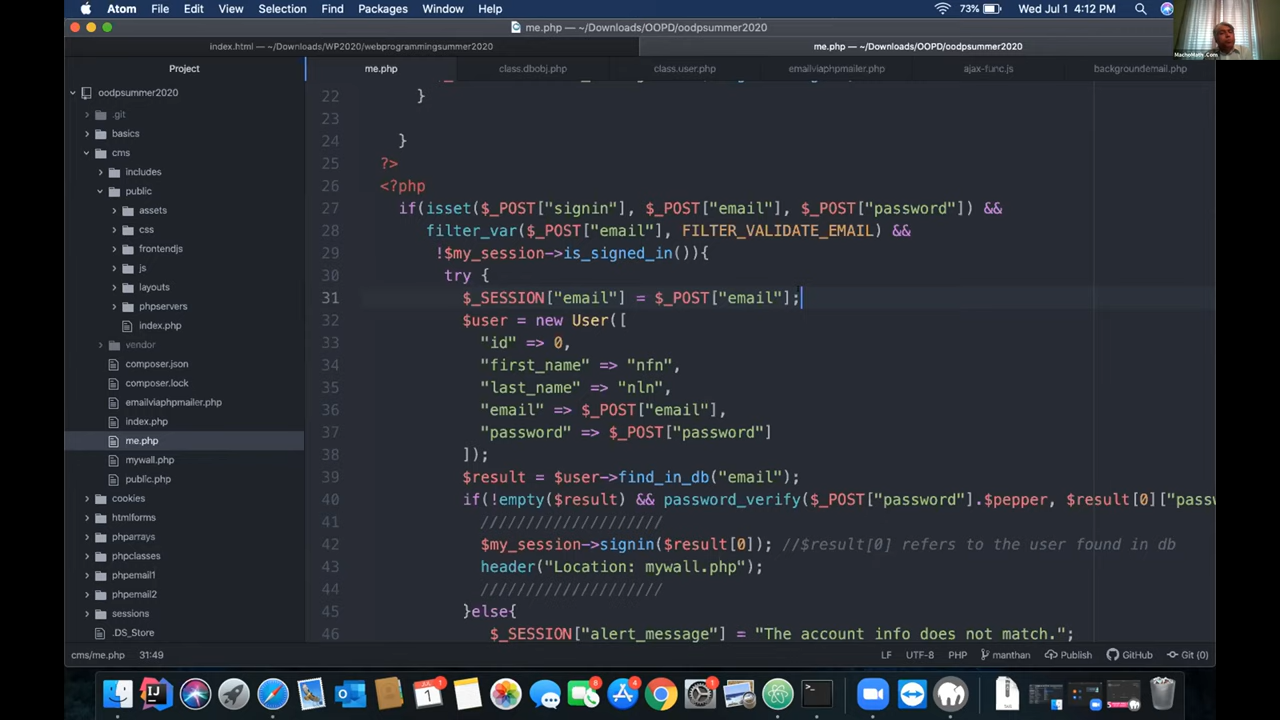 Atom File Edit View Selection Find Packages Window Help
73% Wed Jul 1 4:12 PM
me.php — ~/Downloads/OOPD/oodpsummer2020
index.html — ~/Downloads/WP2020/webprogrammingsummer2020
me.php — ~/Downloads/OOPD/oodpsummer2020
MachoMath.Com
Project
me.php
class.dbobj.php
class.user.php
emailviaphpmailer.php
ajax-func.js
backgroundemail.php
oodpsummer2020
.git
basics
cms
includes
public
assets
css
frontendjs
js
layouts
phpservers
index.php
vendor
composer.json
composer.lock
emailviaphpmailer.php
index.php
me.php
mywall.php
public.php
cookies
htmlforms
phparrays
phpclasses
phpemail1
phpemail2
sessions
.DS_Store
22 }
23
24 }
25 ?>
26 <?php
27 if(isset($_POST["signin"], $_POST["email"], $_POST["password"]) &&
28 filter_var($_POST["email"], FILTER_VALIDATE_EMAIL) &&
29 !$my_session->is_signed_in()){
30 try {
31 $_SESSION["email"] = $_POST["email"];
32 $user = new User([
33 "id" => 0,
34 "first_name" => "nfn",
35 "last_name" => "nln",
36 "email" => $_POST["email"],
37 "password" => $_POST["password"]
38 ]);
39 $result = $user->find_in_db("email");
40 if(!empty($result) && password_verify($_POST["password"].$pepper, $result[0]["passw
41 ////////////////////
42 $my_session->signin($result[0]); //$result[0] refers to the user found in db
43 header("Location: mywall.php");
44 ////////////////////
45 }else{
46 $_SESSION["alert_message"] = "The account info does not match.";
cms/me.php 31:49
LF UTF-8 PHP manthan Publish GitHub Git (0)